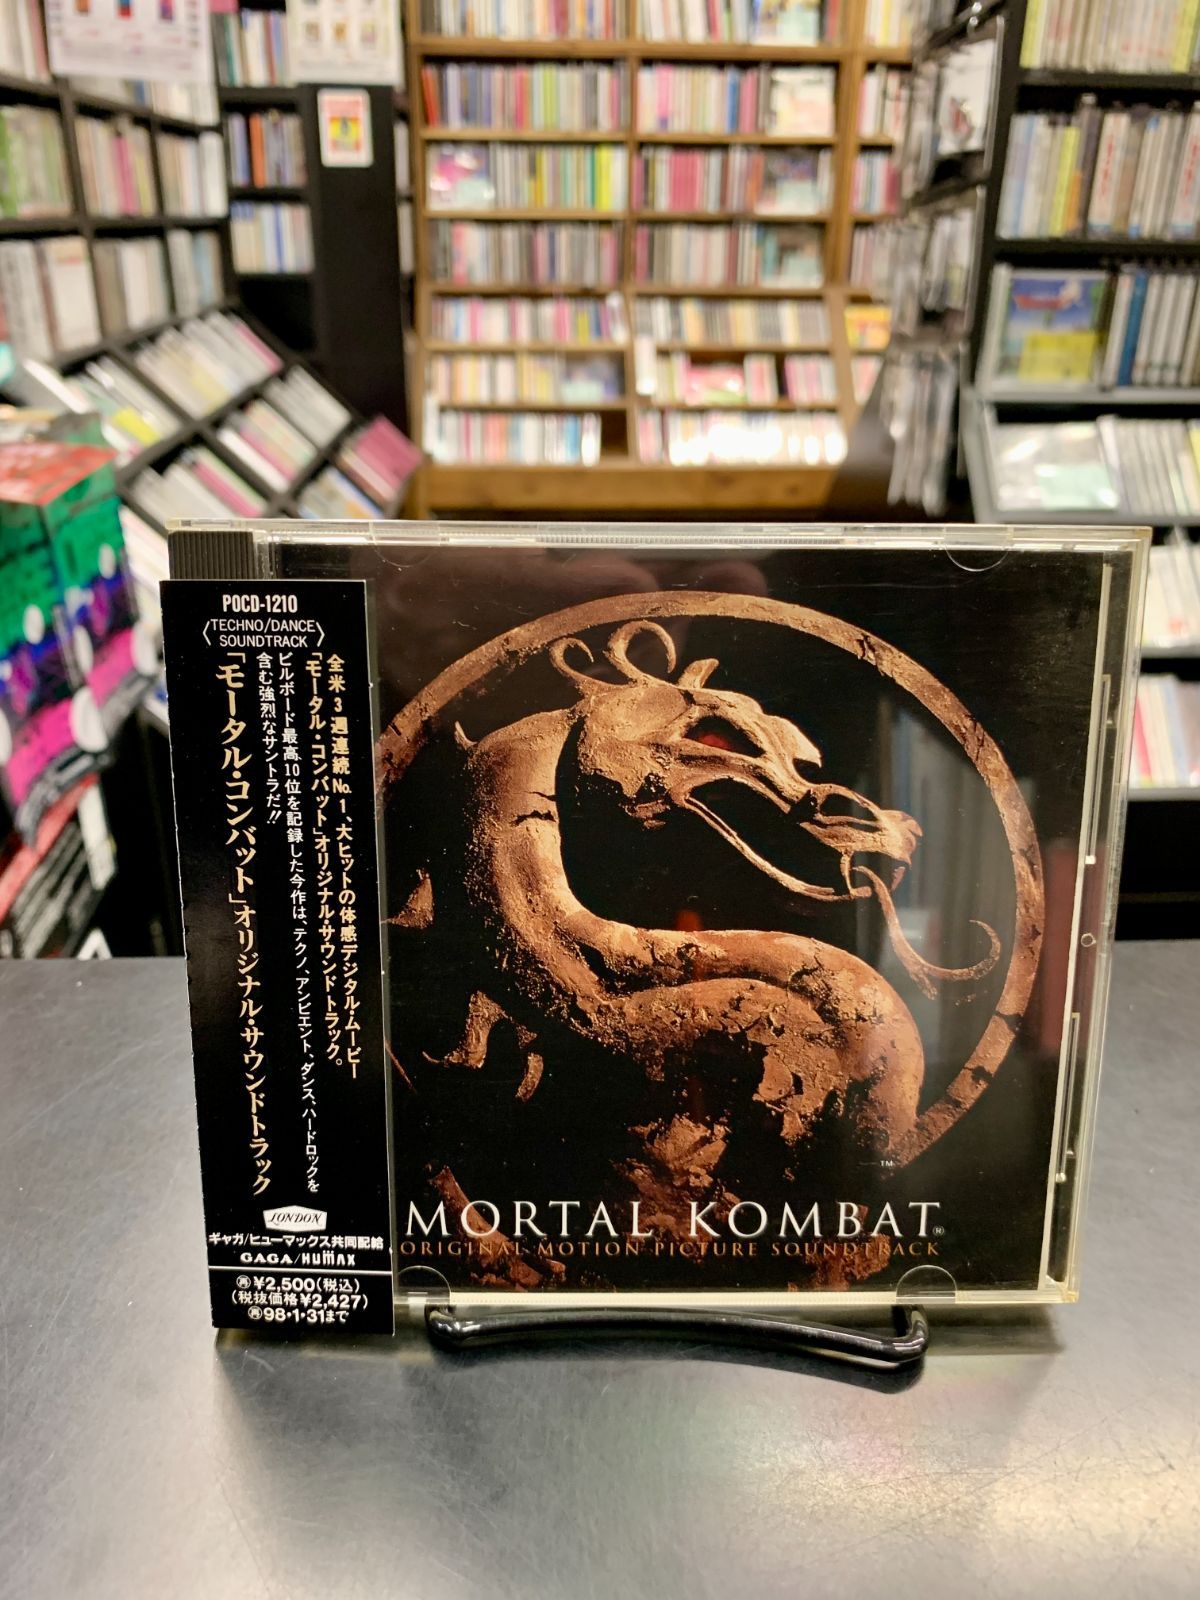 POCD-1210
〈TECHNO/DANCE
SOUNDTRACK〉
全米3週連続No.1、大ヒットの体感デジタル・ムービー
「モータル・コンバット」オリジナル・サウンドトラック。
ビルボード最高10位を記録した今作は、テクノ、アンビエント、ダンス、ハードロックを
含む強烈なサントラだ!!
「モータル・コンバット」オリジナル・サウンドトラック
LONDON
ギャガ/ヒューマックス共同配給
GAGA/HUMAX
再¥2,500(税込)
(税抜価格¥2,427)
再98・1・31まで
TM
MORTAL KOMBAT®
ORIGINAL MOTION PICTURE SOUNDTRACK